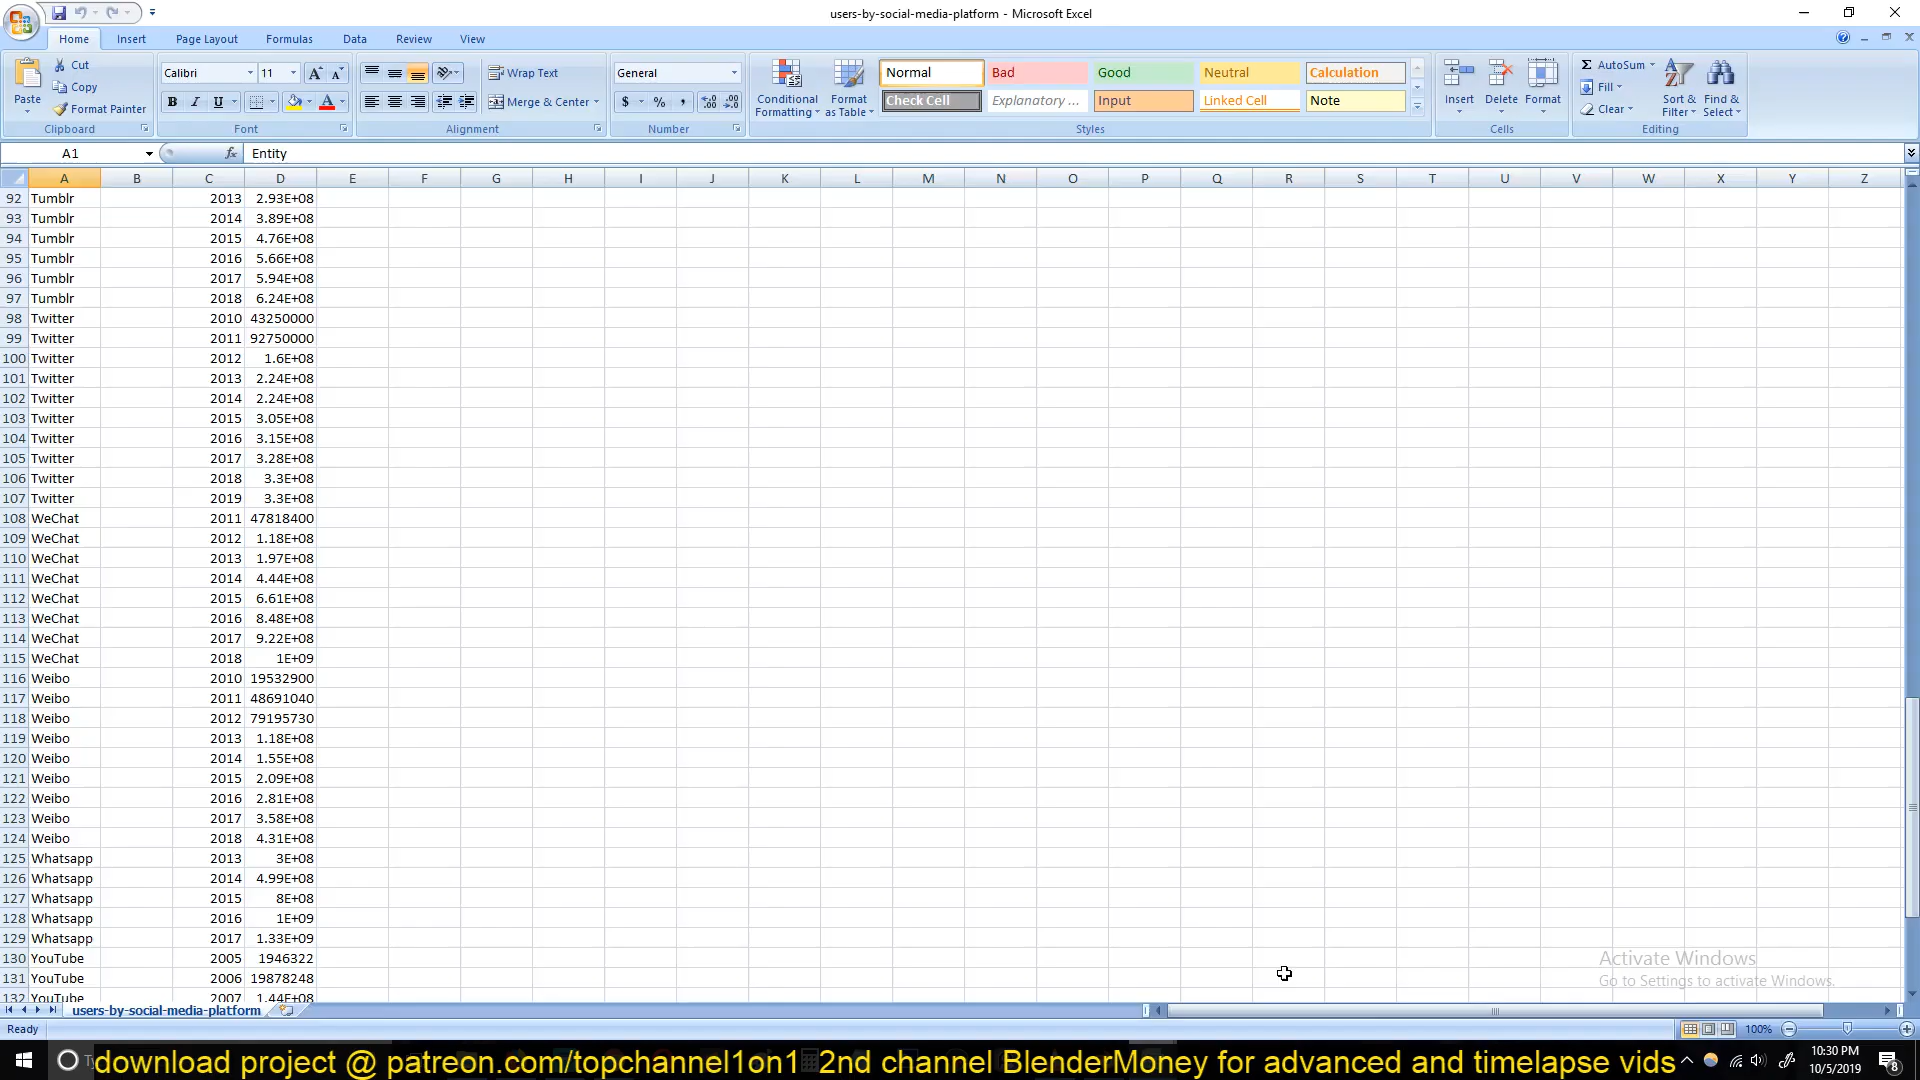 users-by-social-media-platform - Microsoft Excel
Home Insert Page Layout Formulas Data Review View
Paste Cut Copy Format Painter Clipboard
Calibri 11 B I U Font
Wrap Text Merge & Center Alignment
General $ % , Number
Conditional Formatting Format as Table
Normal Bad Good Neutral Calculation
Check Cell Explanatory ... Input Linked Cell Note
Styles
Insert Delete Format Cells
AutoSum Fill Clear Sort & Filter Find & Select Editing
A1 fx Entity
A B C D E F G H I J K L M N O P Q R S T U V W X Y Z
92 Tumblr 2013 2.93E+08
93 Tumblr 2014 3.89E+08
94 Tumblr 2015 4.76E+08
95 Tumblr 2016 5.66E+08
96 Tumblr 2017 5.94E+08
97 Tumblr 2018 6.24E+08
98 Twitter 2010 43250000
99 Twitter 2011 92750000
100 Twitter 2012 1.6E+08
101 Twitter 2013 2.24E+08
102 Twitter 2014 2.24E+08
103 Twitter 2015 3.05E+08
104 Twitter 2016 3.15E+08
105 Twitter 2017 3.28E+08
106 Twitter 2018 3.3E+08
107 Twitter 2019 3.3E+08
108 WeChat 2011 47818400
109 WeChat 2012 1.18E+08
110 WeChat 2013 1.97E+08
111 WeChat 2014 4.44E+08
112 WeChat 2015 6.61E+08
113 WeChat 2016 8.48E+08
114 WeChat 2017 9.22E+08
115 WeChat 2018 1E+09
116 Weibo 2010 19532900
117 Weibo 2011 48691040
118 Weibo 2012 79195730
119 Weibo 2013 1.18E+08
120 Weibo 2014 1.55E+08
121 Weibo 2015 2.09E+08
122 Weibo 2016 2.81E+08
123 Weibo 2017 3.58E+08
124 Weibo 2018 4.31E+08
125 Whatsapp 2013 3E+08
126 Whatsapp 2014 4.99E+08
127 Whatsapp 2015 8E+08
128 Whatsapp 2016 1E+09
129 Whatsapp 2017 1.33E+09
130 YouTube 2005 1946322
131 YouTube 2006 19878248
132 YouTube 2007 1.44E+08
Activate Windows
Go to Settings to activate Windows.
users-by-social-media-platform
Ready 100%
download project @ patreon.com/topchannel1on1 2nd channel BlenderMoney for advanced and timelapse vids
10:30 PM
10/5/2019
8